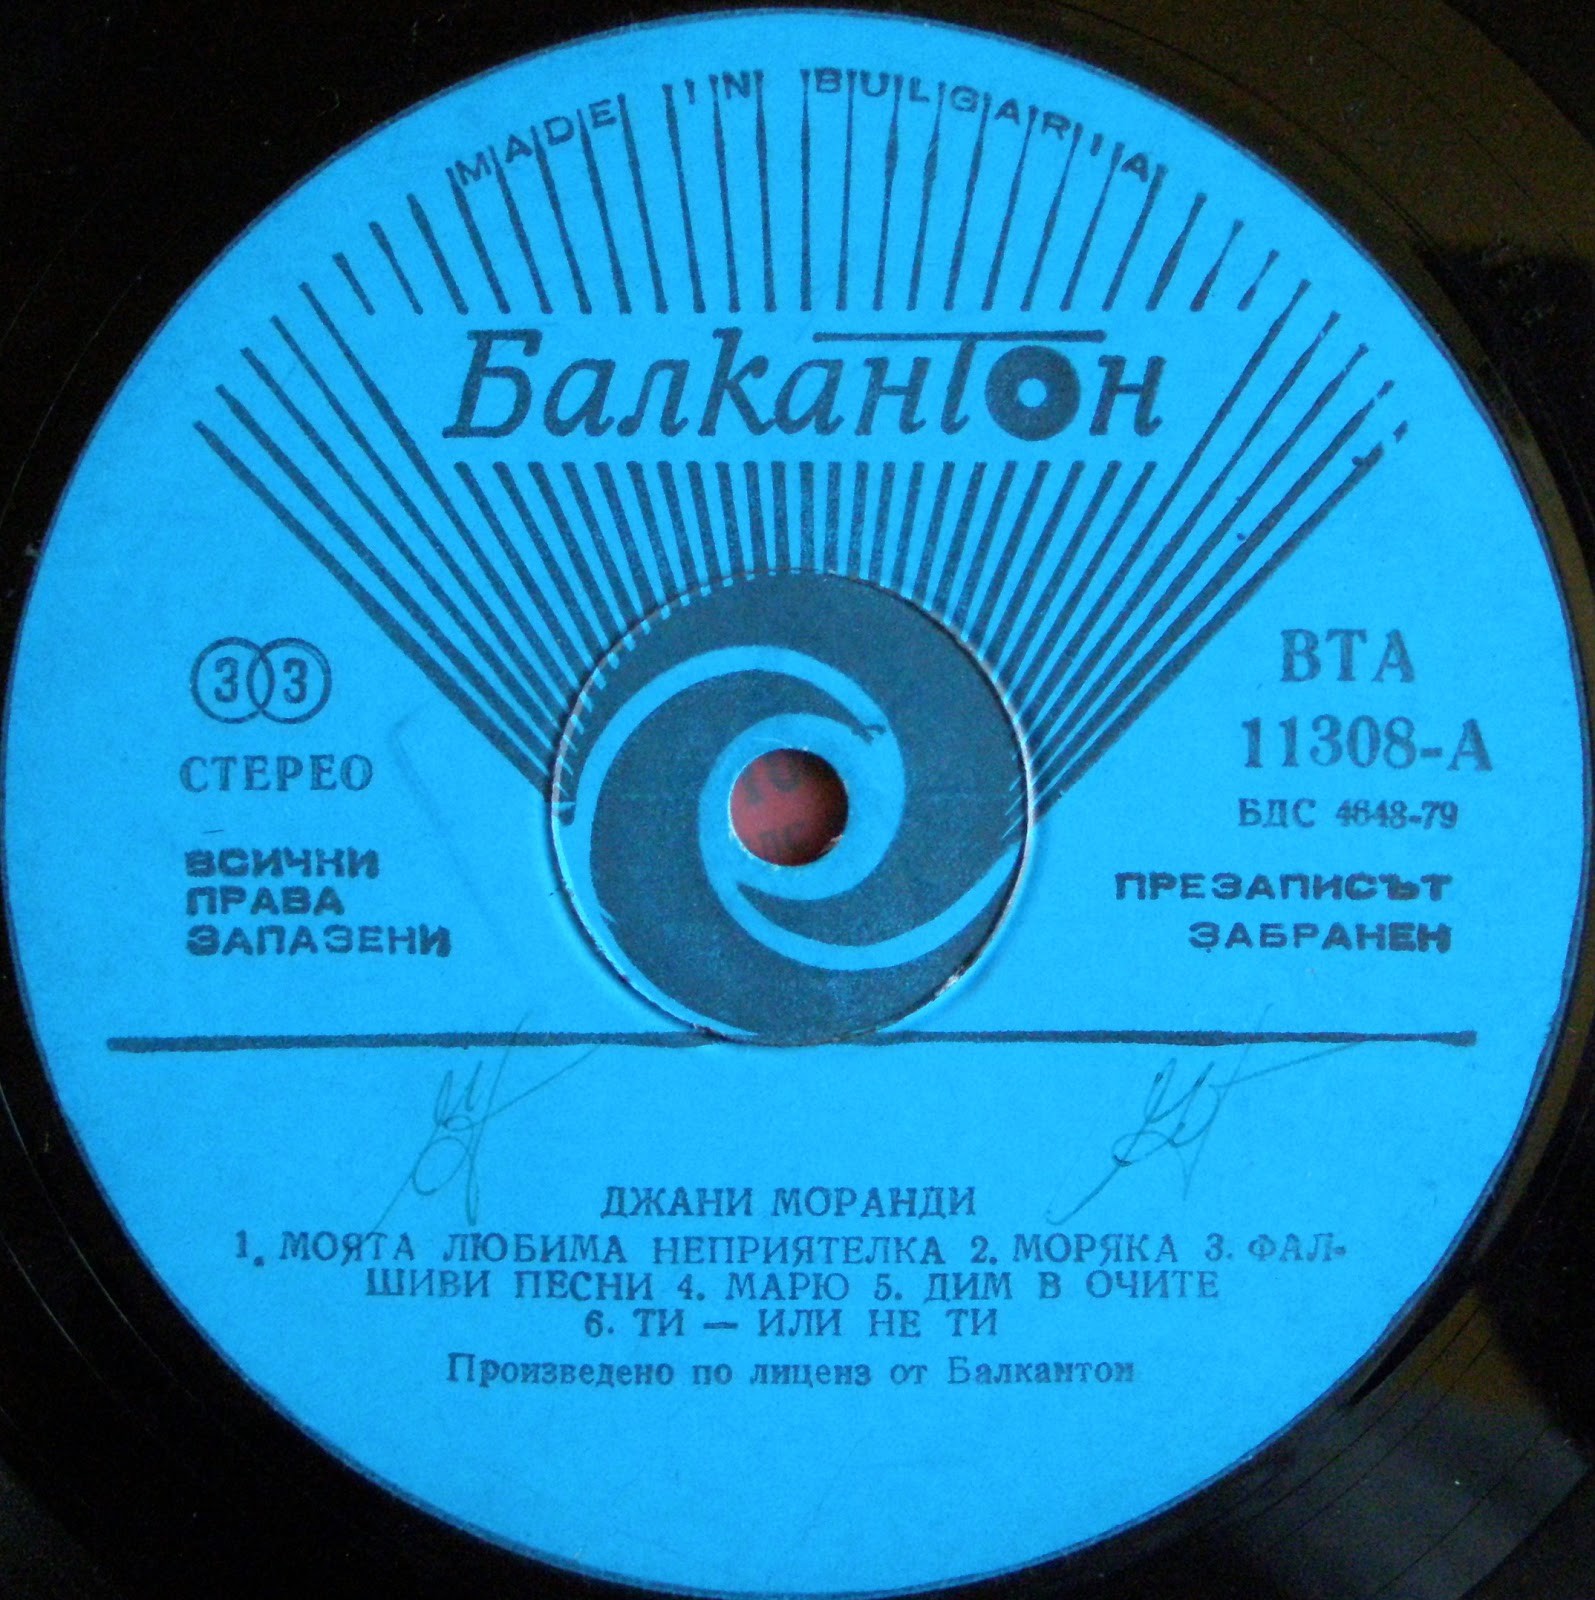 MADE IN BULGARIA
Балкантон
33
СТЕРЕО
ВСИЧКИ
ПРАВА
ЗАПАЗЕНИ
ВТА
11308-А
БДС 4648-79
ПРЕЗАПИСЪТ
ЗАБРАНЕН
ДЖАНИ МОРАНДИ
1. МОЯТА ЛЮБИМА НЕПРИЯТЕЛКА 2. МОРЯКА 3. ФАЛ-
ШИВИ ПЕСНИ 4. МАРЮ 5. ДИМ В ОЧИТЕ
6. ТИ — ИЛИ НЕ ТИ
Произведено по лиценз от Балкантон